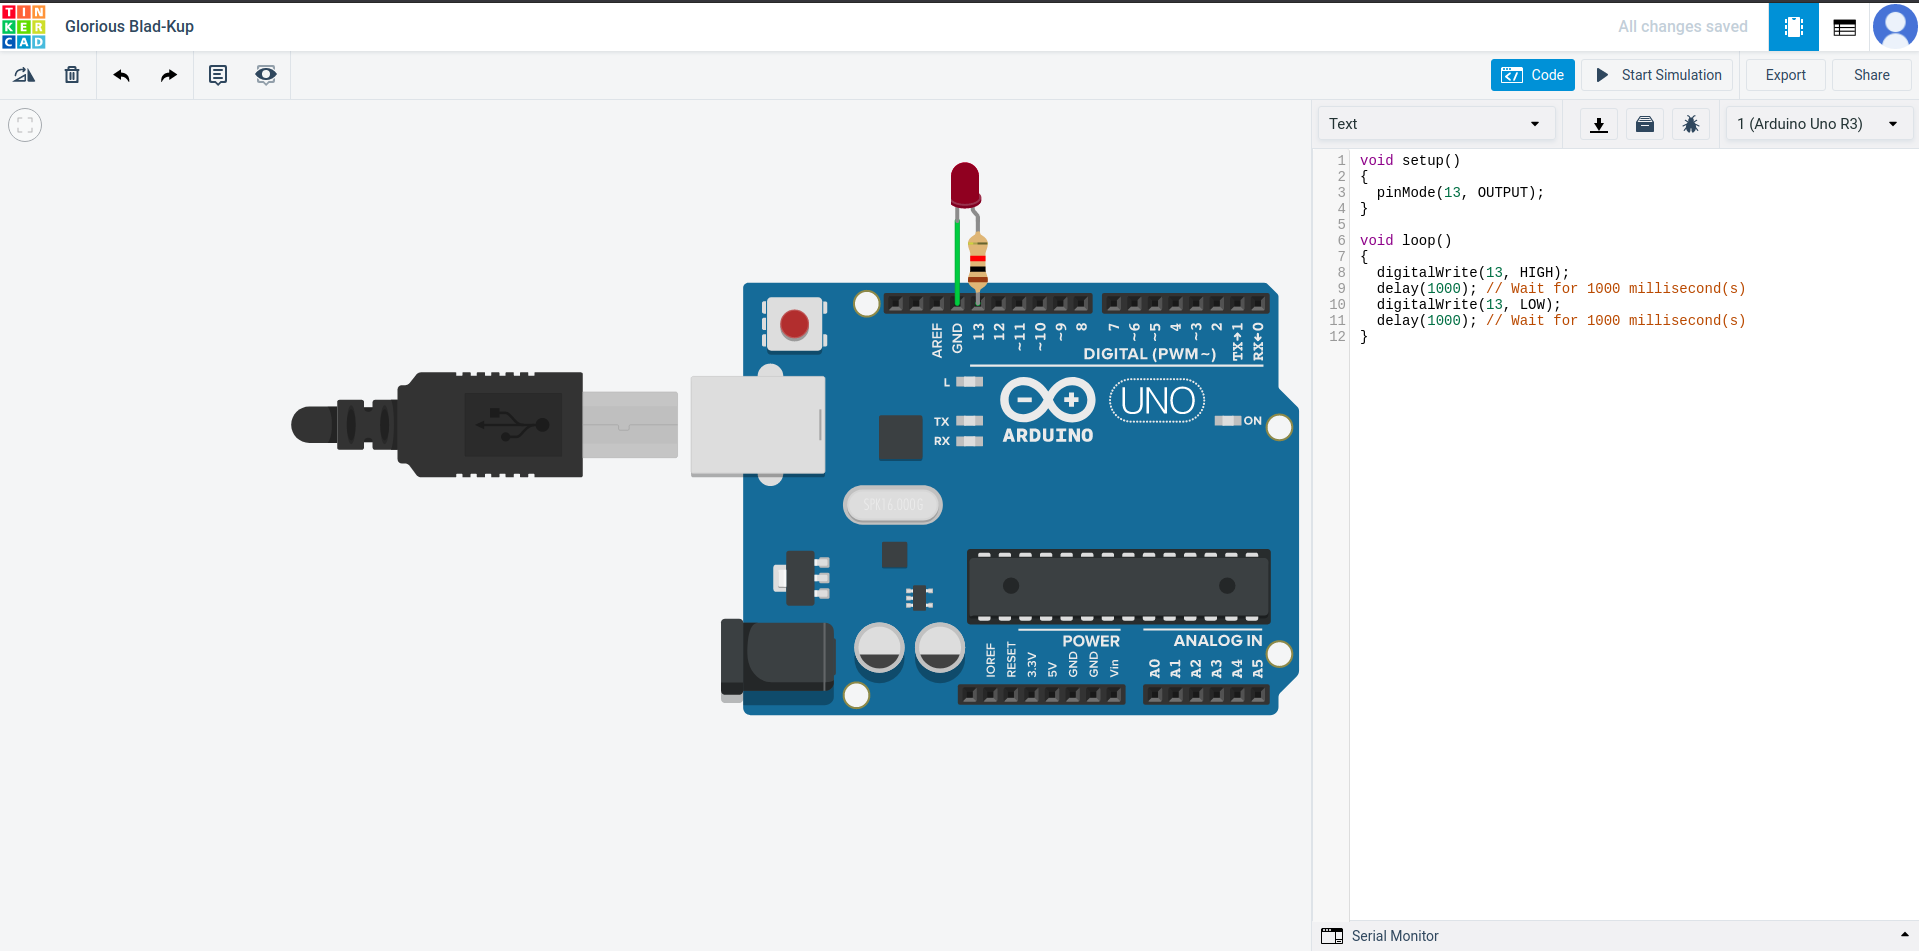 TIN
KER
CAD
Glorious Blad-Kup
All changes saved
Code
Start Simulation
Export
Share
Text
1 (Arduino Uno R3)
1 void setup()
2 {
3 pinMode(13, OUTPUT);
4 }
5
6 void loop()
7 {
8 digitalWrite(13, HIGH);
9 delay(1000); // Wait for 1000 millisecond(s)
10 digitalWrite(13, LOW);
11 delay(1000); // Wait for 1000 millisecond(s)
12 }
AREF GND 13 12 ~11 ~10 ~9 8 7 ~6 ~5 4 ~3 2 TX→1 RX←0
DIGITAL (PWM~)
L
TX
RX
UNO
ARDUINO
ON
SPK16.000G
POWER
ANALOG IN
IOREF RESET 3.3V 5V GND GND Vin A0 A1 A2 A3 A4 A5
Serial Monitor